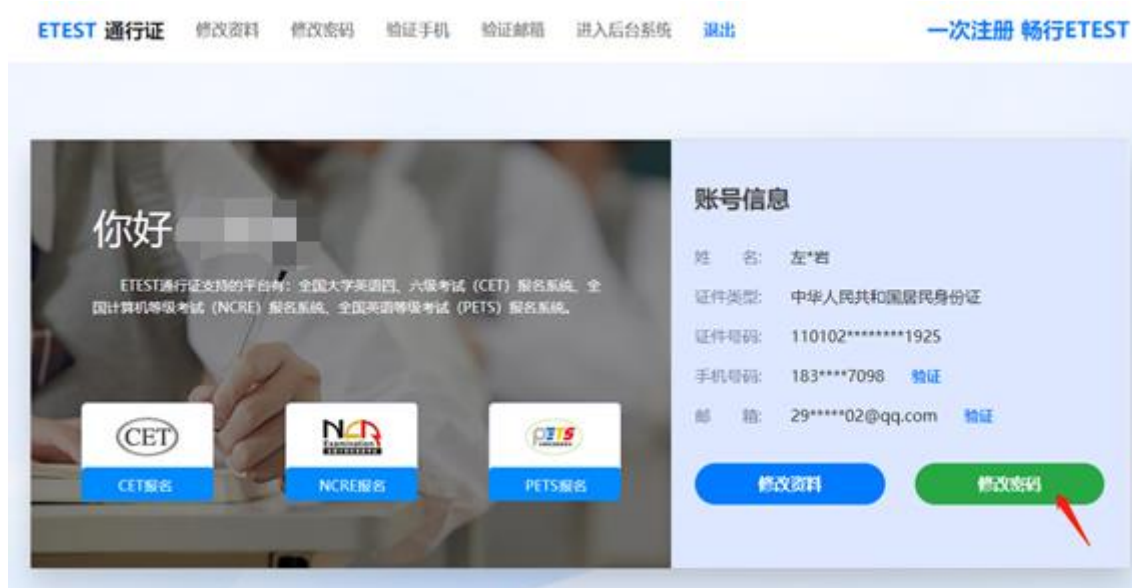 ETEST 通行证 修改资料 修改密码 验证手机 验证邮箱 进入后台系统 退出 一次注册 畅行ETEST
你好
ETEST通行证支持的平台有：全国大学英语四、六级考试（CET）报名系统、全
国计算机等级考试（NCRE）报名系统、全国英语等级考试（PETS）报名系统。
CET
CET报名
NCR
Examination
NCRE报名
PETS
PETS报名
账号信息
姓 名: 左*岩
证件类型: 中华人民共和国居民身份证
证件号码: 110102********1925
手机号码: 183****7098 验证
邮 箱: 29*****02@qq.com 验证
修改资料 修改密码